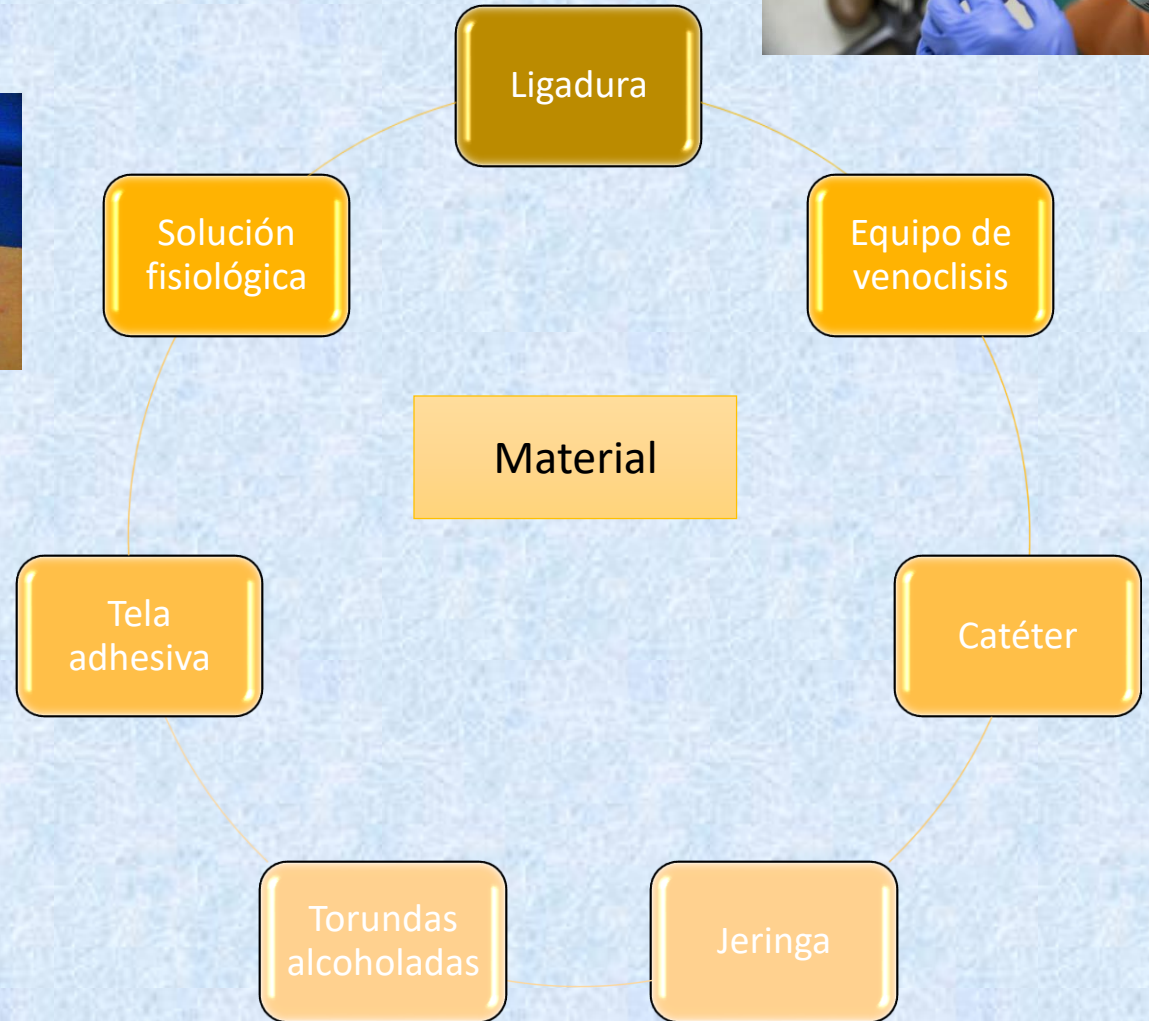 Ligadura
Solución
fisiológica
Equipo de
venoclisis
Material
Tela
adhesiva
Catéter
Torundas
alcoholadas
Jeringa